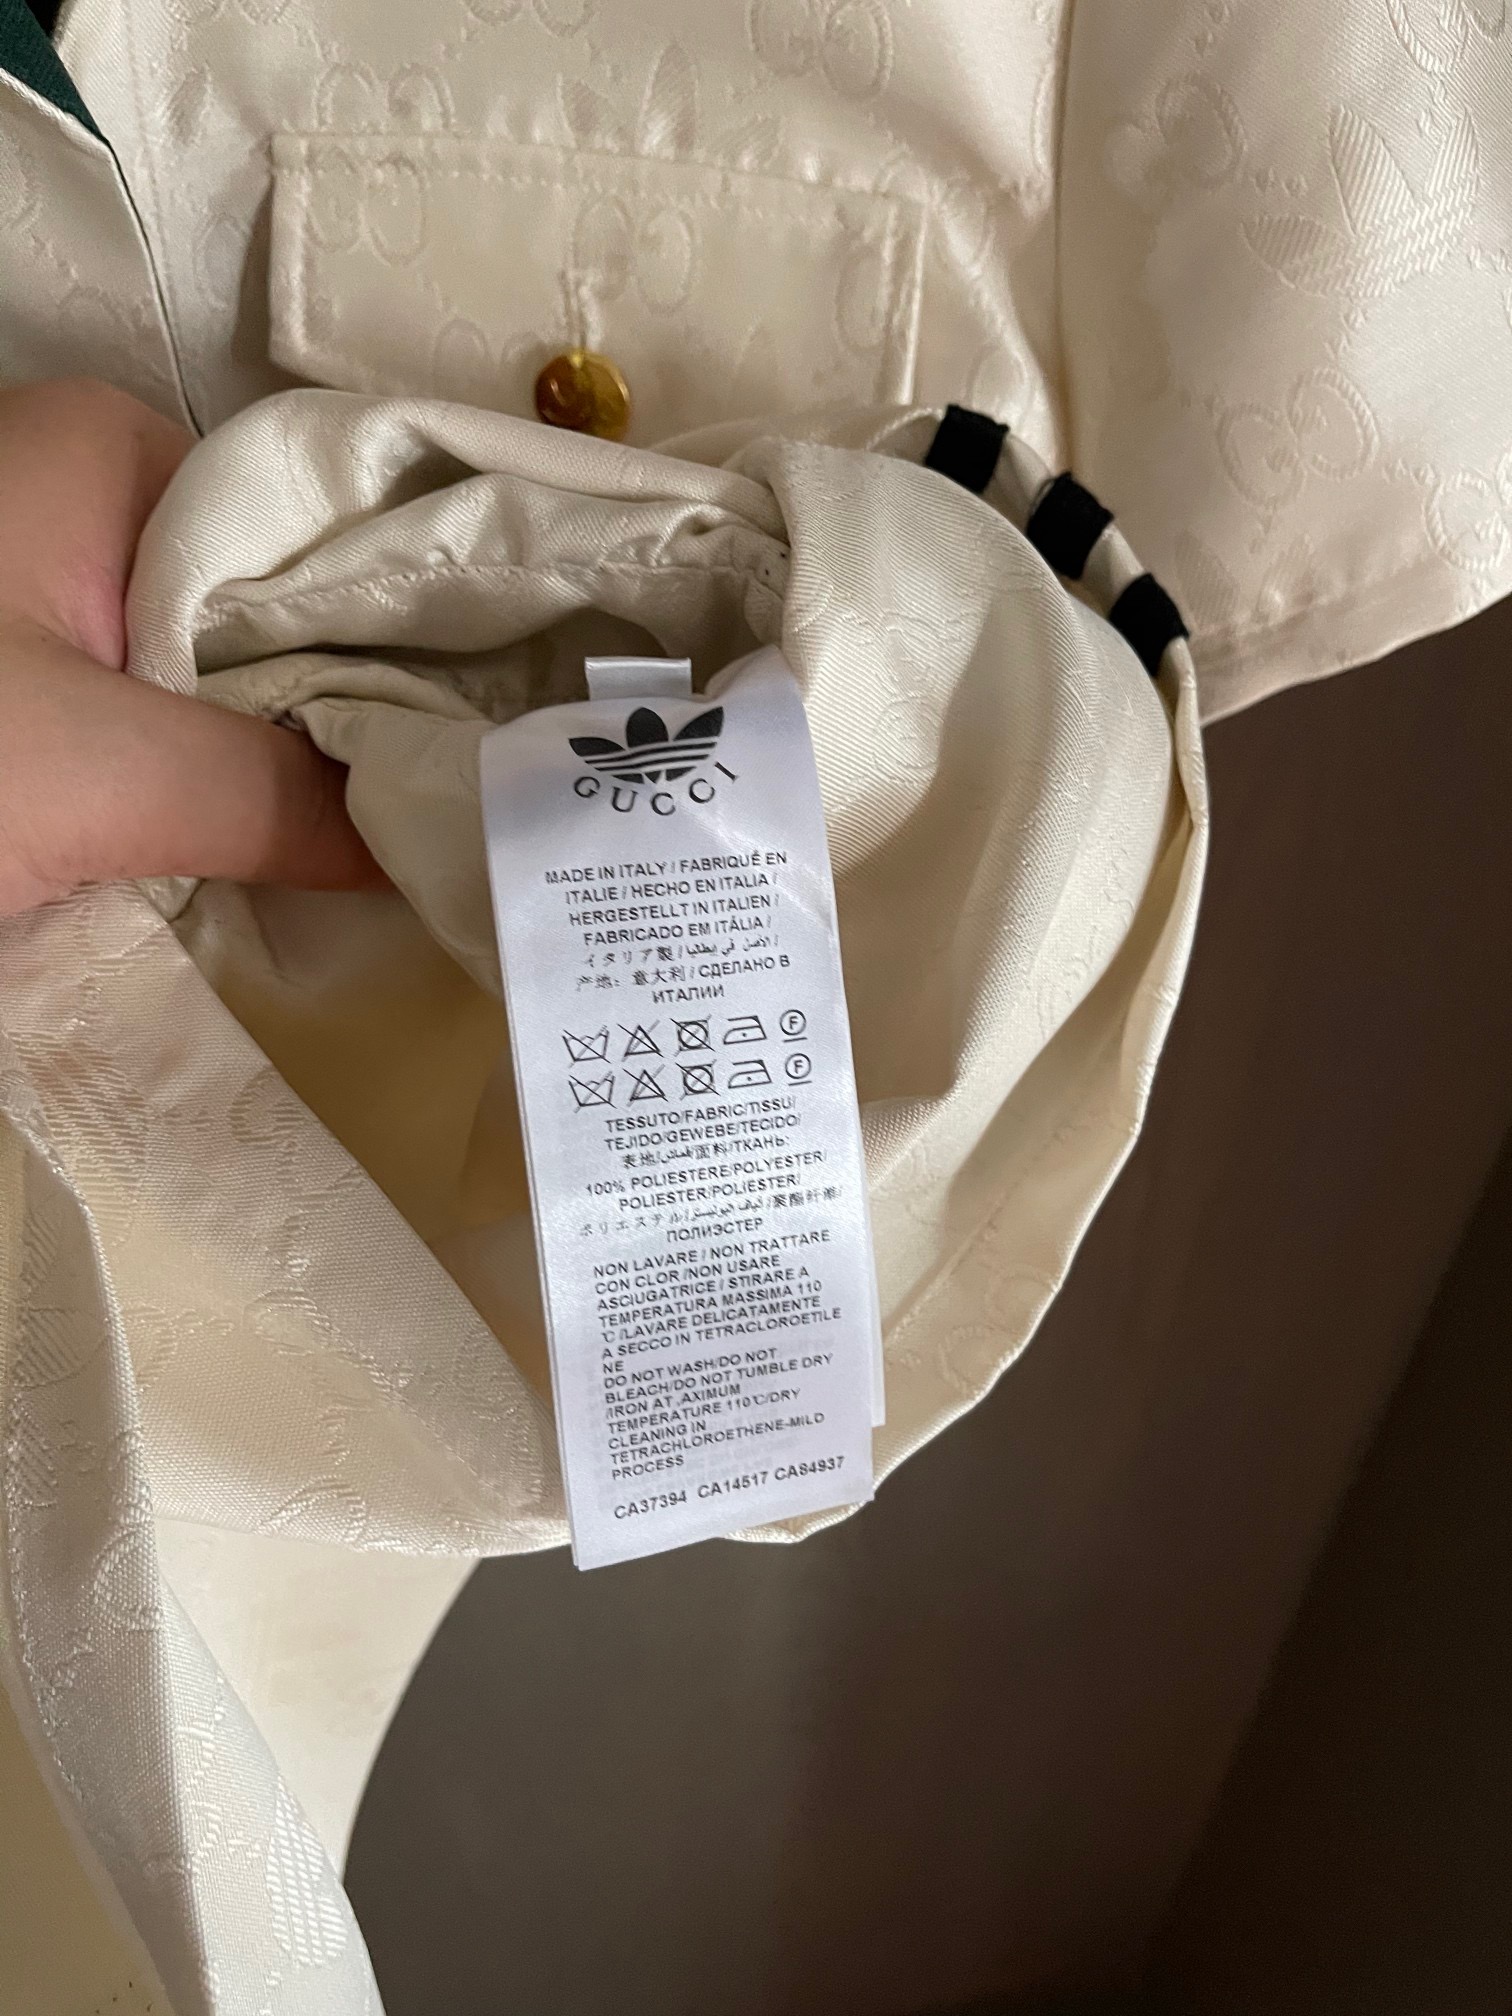 GUCCI
MADE IN ITALY / FABRIQUÉ EN
ITALIE / HECHO EN ITALIA /
HERGESTELLT IN ITALIEN /
FABRICADO EM ITÁLIA /
イタリア製 / الأصل في إيطاليا /
产地：意大利 / СДЕЛАНО В
ИТАЛИИ
F
F
TESSUTO/FABRIC/TISSU/
TEJIDO/GEWEBE/TECIDO/
表地/قماش/面料/ТКАНЬ:
100% POLIESTERE/POLYESTER/
POLIESTER/POLIESTER/
ポリエステル/ألياف البوليستر/聚酯纤维/
ПОЛИЭСТЕР
NON LAVARE / NON TRATTARE
CON CLOR /NON USARE
ASCIUGATRICE / STIRARE A
TEMPERATURA MASSIMA 110
℃ /LAVARE DELICATAMENTE
A SECCO IN TETRACLOROETILE
NE
DO NOT WASH/DO NOT
BLEACH/DO NOT TUMBLE DRY
/IRON AT .AXIMUM
TEMPERATURE 110℃/DRY
CLEANING IN
TETRACHLOROETHENE-MILD
PROCESS
CA37394 CA14517 CA84937